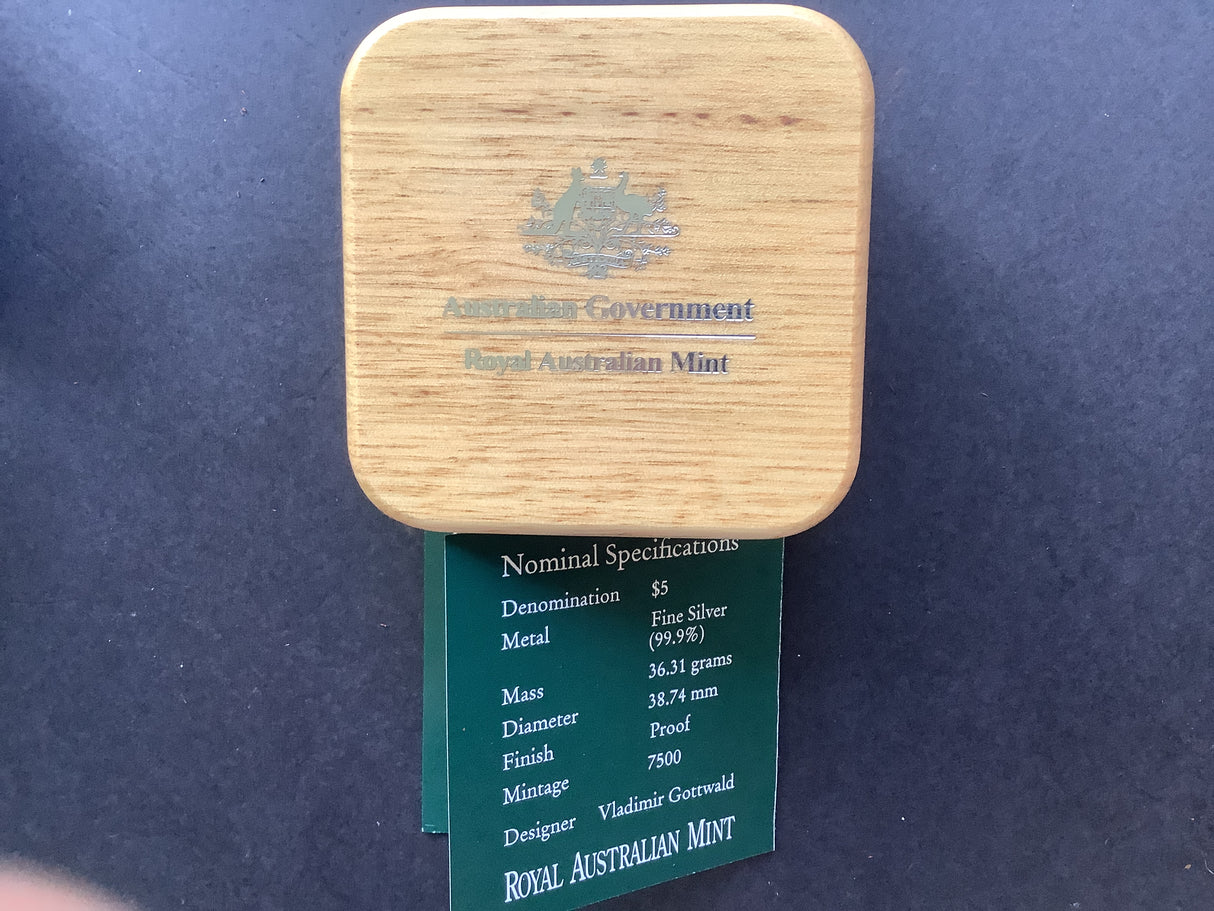 Australian Government
Royal Australian Mint
Nominal Specifications
Denomination $5
Metal Fine Silver
(99.9%)
Mass 36.31 grams
Diameter 38.74 mm
Finish Proof
Mintage 7500
Designer Vladimir Gottwald
ROYAL AUSTRALIAN MINT